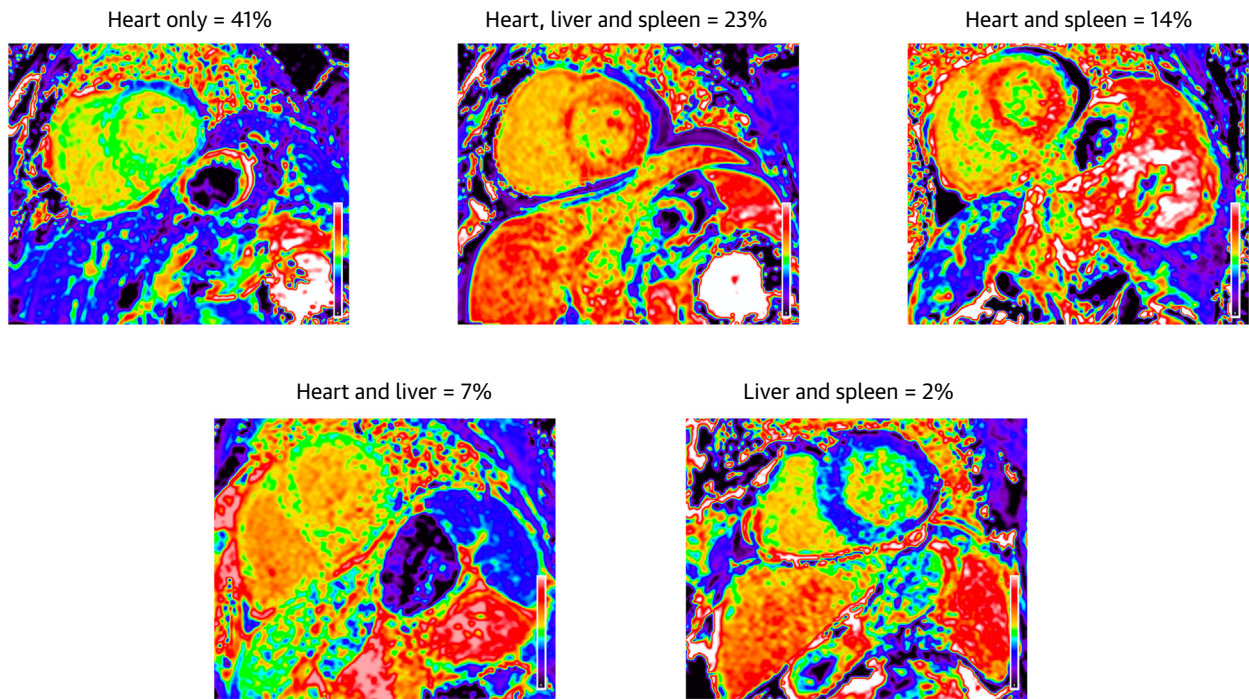 Heart only = 41%
Heart, liver and spleen = 23%
Heart and spleen = 14%
Heart and liver = 7%
Liver and spleen = 2%